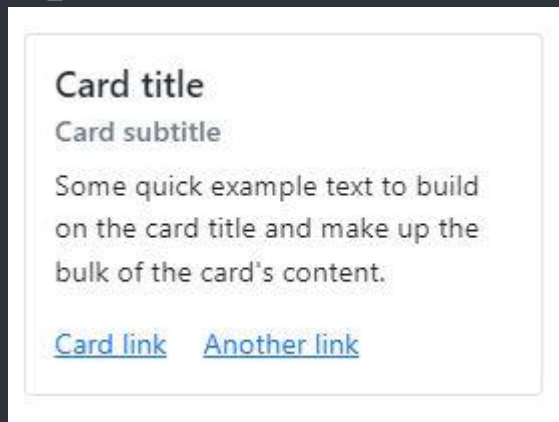 Card title
Card subtitle
Some quick example text to build
on the card title and make up the
bulk of the card's content.
Card link Another link